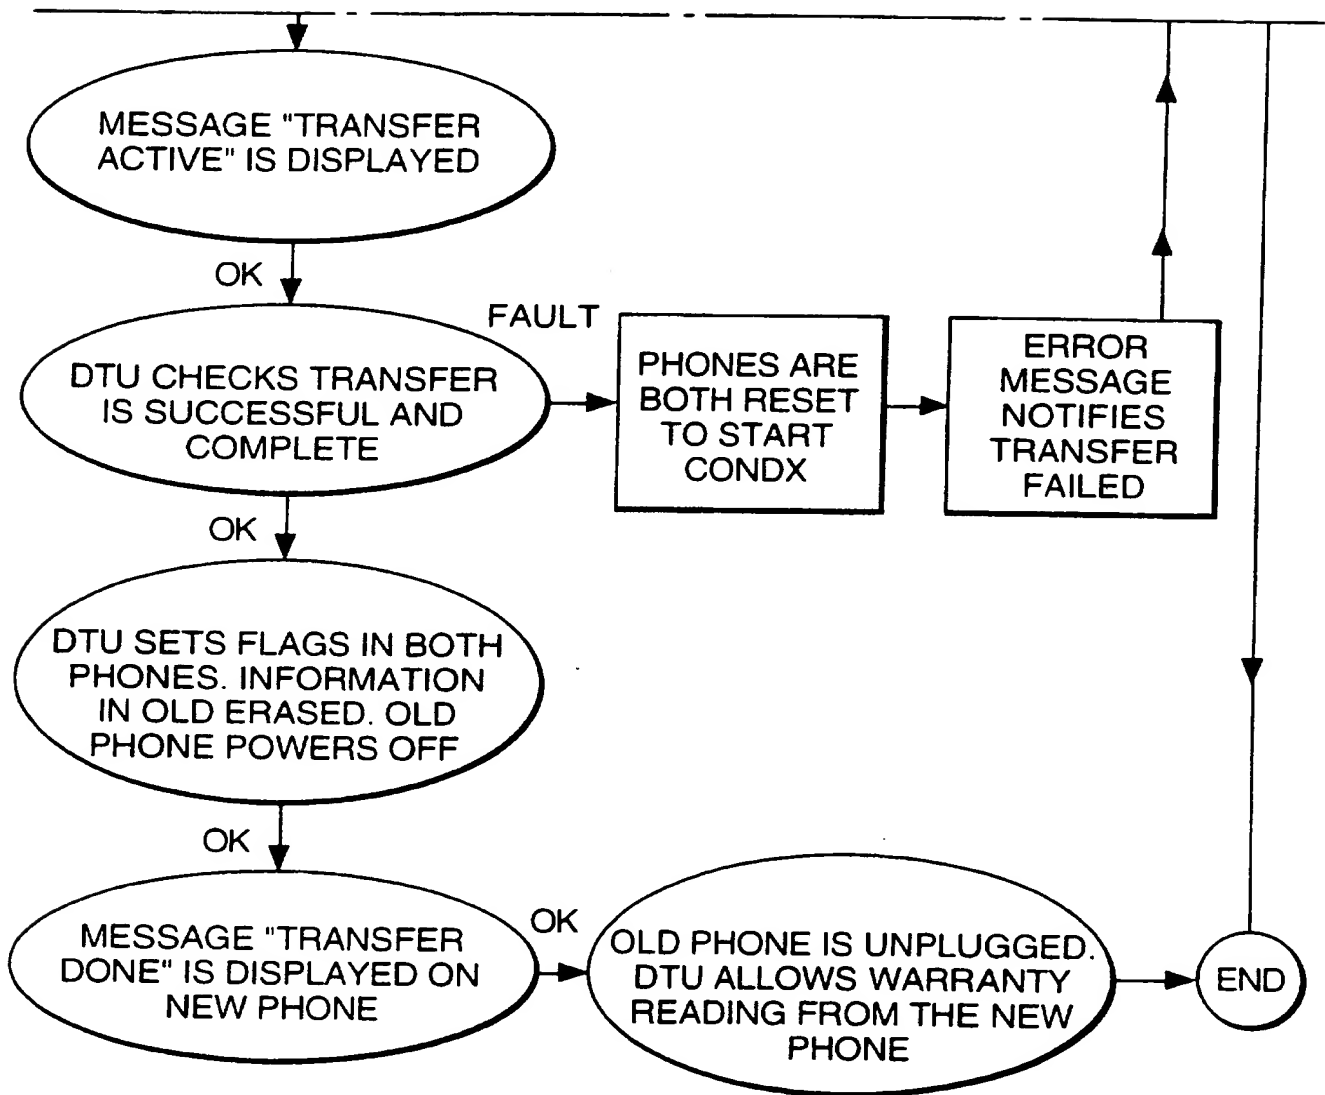 MESSAGE "TRANSFER
ACTIVE" IS DISPLAYED
OK
FAULT
DTU CHECKS TRANSFER
IS SUCCESSFUL AND
COMPLETE
PHONES ARE
BOTH RESET
TO START
CONDX
ERROR
MESSAGE
NOTIFIES
TRANSFER
FAILED
OK
DTU SETS FLAGS IN BOTH
PHONES. INFORMATION
IN OLD ERASED. OLD
PHONE POWERS OFF
OK
MESSAGE "TRANSFER
DONE" IS DISPLAYED ON
NEW PHONE
OK
OLD PHONE IS UNPLUGGED.
DTU ALLOWS WARRANTY
READING FROM THE NEW
PHONE
END